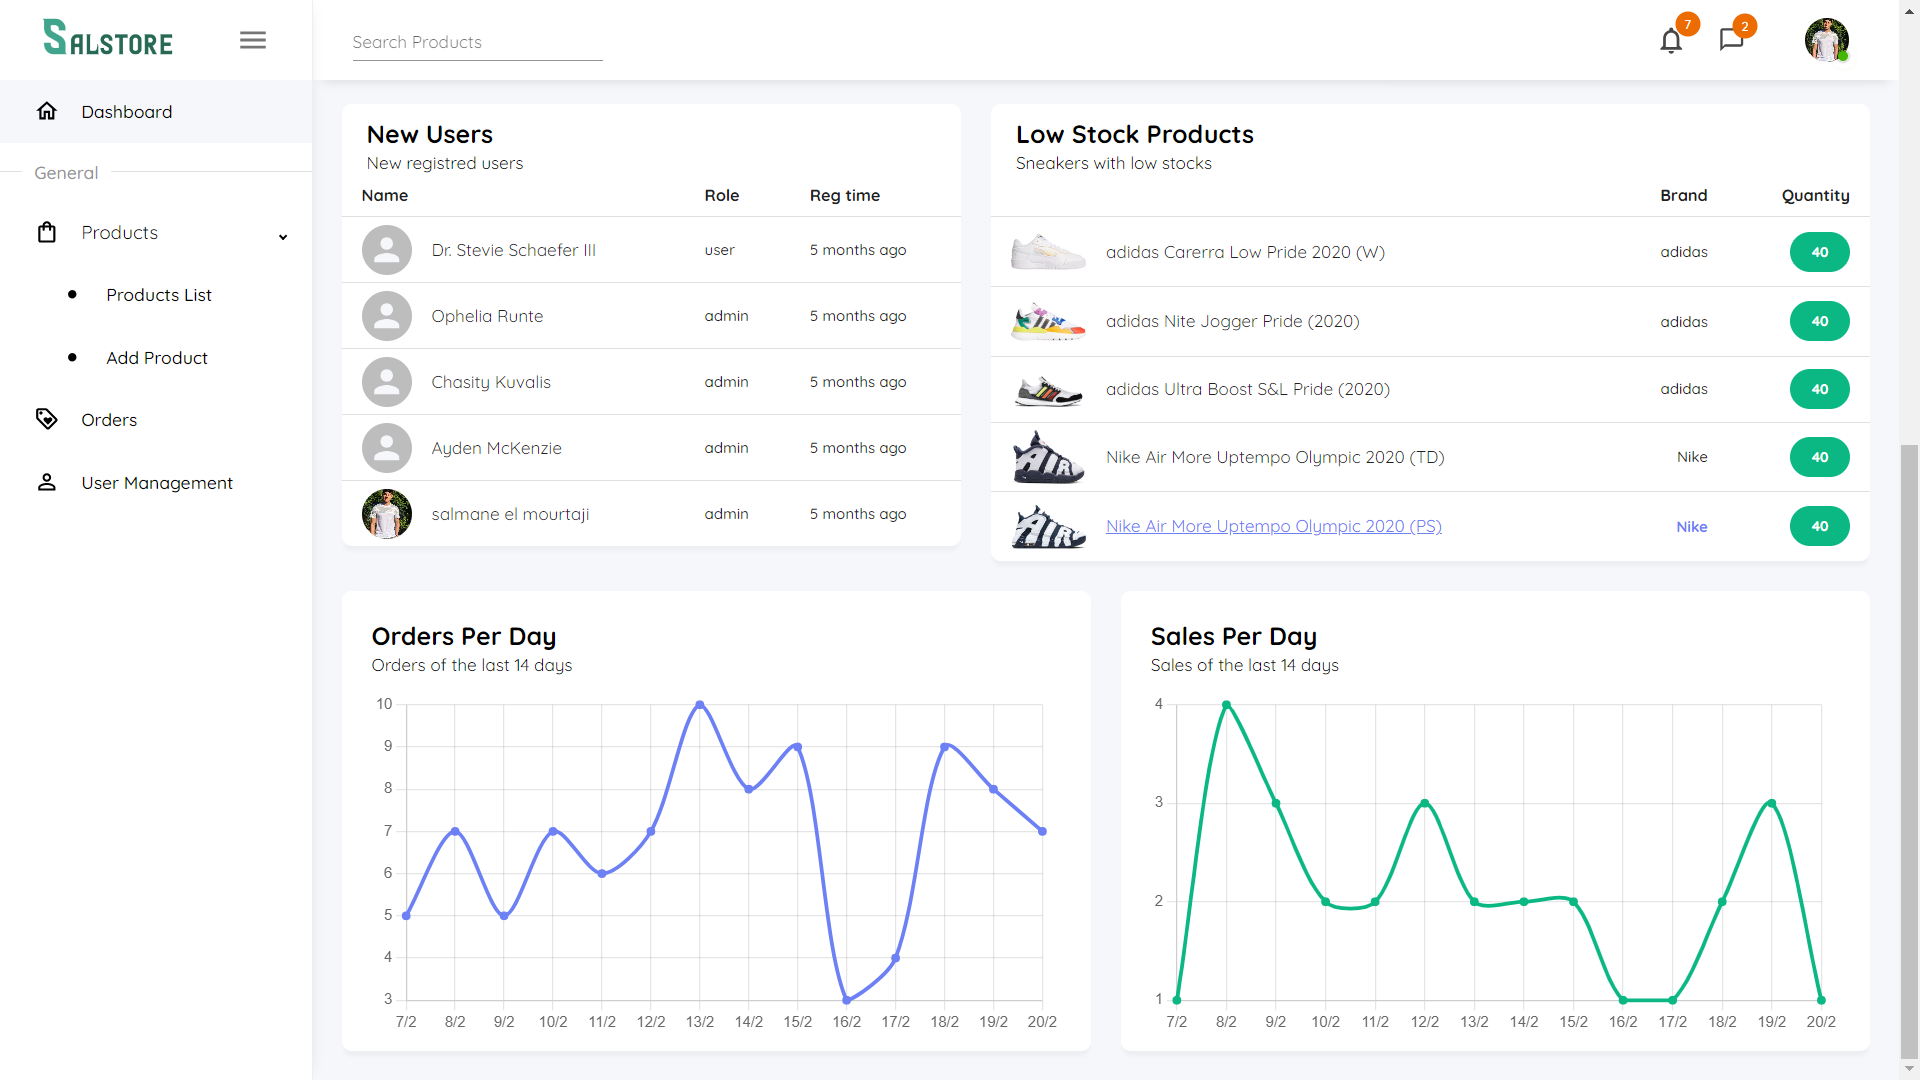 SALSTORE
Search Products
7
2
Dashboard
General
Products
Products List
Add Product
Orders
User Management
New Users
New registred users
Name Role Reg time
Dr. Stevie Schaefer III user 5 months ago
Ophelia Runte admin 5 months ago
Chasity Kuvalis admin 5 months ago
Ayden McKenzie admin 5 months ago
salmane el mourtaji admin 5 months ago
Low Stock Products
Sneakers with low stocks
Brand Quantity
adidas Carerra Low Pride 2020 (W) adidas 40
adidas Nite Jogger Pride (2020) adidas 40
adidas Ultra Boost S&L Pride (2020) adidas 40
AIR Nike Air More Uptempo Olympic 2020 (TD) Nike 40
AIR Nike Air More Uptempo Olympic 2020 (PS) Nike 40
Orders Per Day
Orders of the last 14 days
10
9
8
7
6
5
4
3
7/2 8/2 9/2 10/2 11/2 12/2 13/2 14/2 15/2 16/2 17/2 18/2 19/2 20/2
Sales Per Day
Sales of the last 14 days
4
3
2
1
7/2 8/2 9/2 10/2 11/2 12/2 13/2 14/2 15/2 16/2 17/2 18/2 19/2 20/2